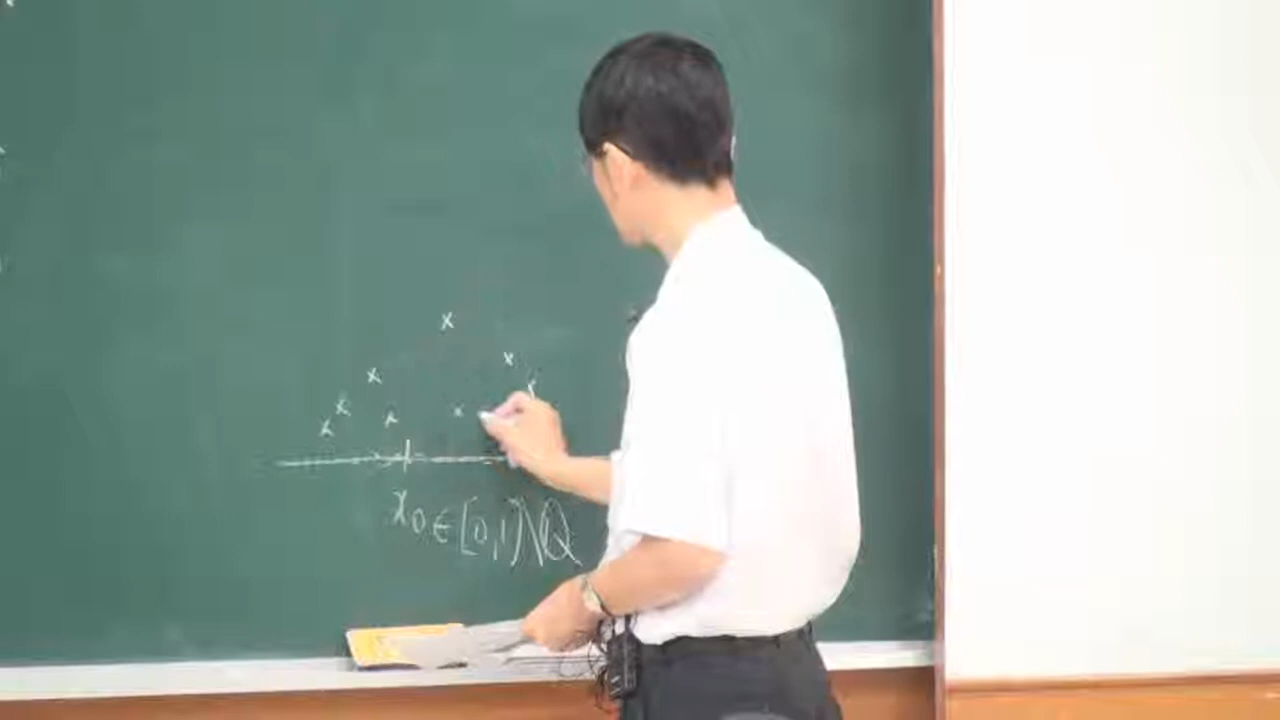 x₀ ∈ [0,1]\ℚ